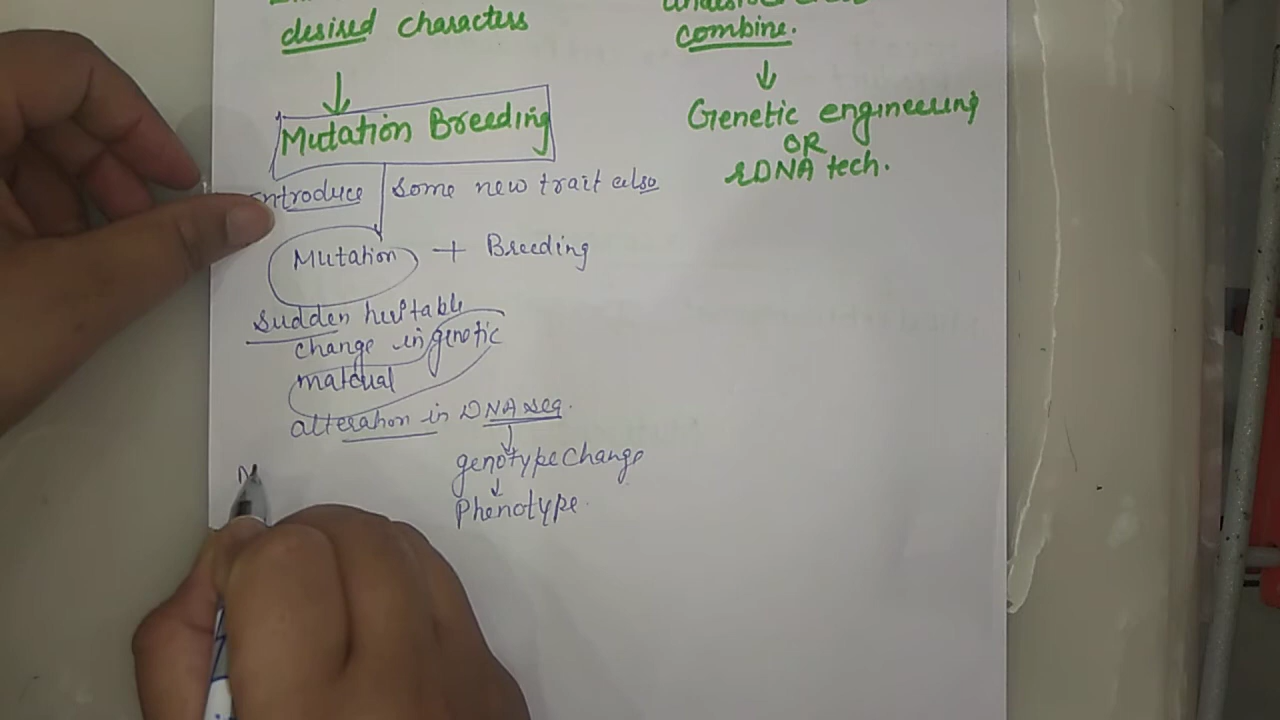 desired characters
Mutation Breeding
introduce some new trait also
Mutation + Breeding
Sudden heritable
change in genetic
material
alteration in DNA seq.
genotype change
Phenotype.
combine.
Genetic engineering
OR
rDNA tech.